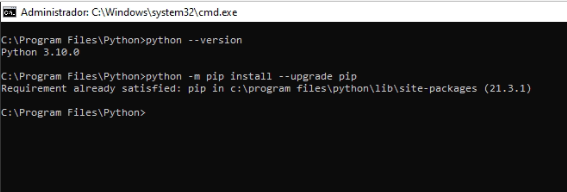 Administrador: C:\Windows\system32\cmd.exe
C:\Program Files\Python>python --version
Python 3.10.0
C:\Program Files\Python>python -m pip install --upgrade pip
Requirement already satisfied: pip in c:\program files\python\lib\site-packages (21.3.1)
C:\Program Files\Python>